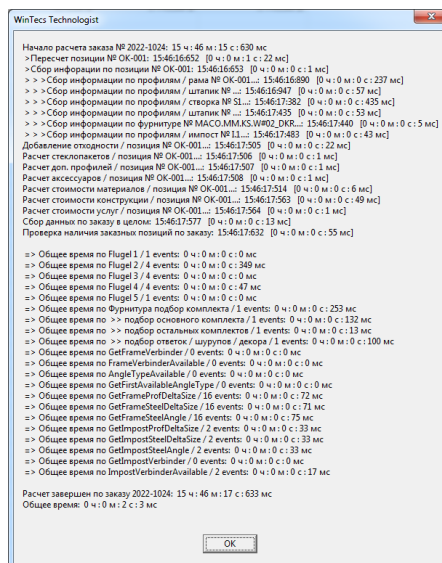 WinTecs Technologist
Начало расчета заказа № 2022-1024: 15 ч : 46 м : 15 с : 630 мс
>Пересчет позиции № OK-001: 15:46:16:652 [0 ч : 0 м : 1 с : 22 мс]
>Сбор инфорации по позиции № OK-001: 15:46:16:653 [0 ч : 0 м : 0 с : 1 мс]
> > >Сбор информации по профилям / рама № OK-001...: 15:46:16:890 [0 ч : 0 м : 0 с : 237 мс]
> > >Сбор информации по профилям / штапик № ...: 15:46:16:947 [0 ч : 0 м : 0 с : 57 мс]
> > >Сбор информации по профилям / створка № S1...: 15:46:17:382 [0 ч : 0 м : 0 с : 435 мс]
> > >Сбор информации по профилям / штапик № ...: 15:46:17:435 [0 ч : 0 м : 0 с : 53 мс]
> > >Сбор информации по фурнитуре № MACO.MM.KS.W#02_DKR...: 15:46:17:440 [0 ч : 0 м : 0 с : 5 мс]
> > >Сбор информации по профилям / импост № I.1...: 15:46:17:483 [0 ч : 0 м : 0 с : 43 мс]
Добавление отходности / позиция № OK-001...: 15:46:17:505 [0 ч : 0 м : 0 с : 22 мс]
Расчет стеклопакетов / позиция № OK-001...: 15:46:17:506 [0 ч : 0 м : 0 с : 1 мс]
Расчет доп. профилей / позиция № OK-001...: 15:46:17:507 [0 ч : 0 м : 0 с : 1 мс]
Расчет аксессуаров / позиция № OK-001...: 15:46:17:508 [0 ч : 0 м : 0 с : 1 мс]
Расчет стоимости материалов / позиция № OK-001...: 15:46:17:514 [0 ч : 0 м : 0 с : 6 мс]
Расчет стоимости конструкции / позиция № OK-001...: 15:46:17:563 [0 ч : 0 м : 0 с : 49 мс]
Расчет стоимости услуг / позиция № OK-001...: 15:46:17:564 [0 ч : 0 м : 0 с : 1 мс]
Сбор данных по заказу в целом: 15:46:17:577 [0 ч : 0 м : 0 с : 13 мс]
Проверка наличия заказных позиций по заказу: 15:46:17:632 [0 ч : 0 м : 0 с : 55 мс]
=> Общее время по Flugel 1 / 1 events: 0 ч : 0 м : 0 с : 0 мс
=> Общее время по Flugel 2 / 4 events: 0 ч : 0 м : 0 с : 349 мс
=> Общее время по Flugel 3 / 4 events: 0 ч : 0 м : 0 с : 0 мс
=> Общее время по Flugel 4 / 4 events: 0 ч : 0 м : 0 с : 47 мс
=> Общее время по Flugel 5 / 1 events: 0 ч : 0 м : 0 с : 0 мс
=> Общее время по Фурнитура подбор комплекта / 1 events: 0 ч : 0 м : 0 с : 253 мс
=> Общее время по >> подбор основного комплекта / 1 events: 0 ч : 0 м : 0 с : 132 мс
=> Общее время по >> подбор остальных комплектов / 1 events: 0 ч : 0 м : 0 с : 13 мс
=> Общее время по >> подбор ответок / шурупов / декора / 1 events: 0 ч : 0 м : 0 с : 100 мс
=> Общее время по GetFrameVerbinder / 0 events: 0 ч : 0 м : 0 с : 0 мс
=> Общее время по FrameVerbinderAvailable / 0 events: 0 ч : 0 м : 0 с : 0 мс
=> Общее время по AngleTypeAvailable / 0 events: 0 ч : 0 м : 0 с : 0 мс
=> Общее время по GetFirstAvailableAngleType / 0 events: 0 ч : 0 м : 0 с : 0 мс
=> Общее время по GetFrameProfDeltaSize / 16 events: 0 ч : 0 м : 0 с : 72 мс
=> Общее время по GetFrameSteelDeltaSize / 16 events: 0 ч : 0 м : 0 с : 71 мс
=> Общее время по GetFrameSteelAngle / 16 events: 0 ч : 0 м : 0 с : 75 мс
=> Общее время по GetImpostProfDeltaSize / 2 events: 0 ч : 0 м : 0 с : 33 мс
=> Общее время по GetImpostSteelDeltaSize / 2 events: 0 ч : 0 м : 0 с : 33 мс
=> Общее время по GetImpostSteelAngle / 2 events: 0 ч : 0 м : 0 с : 33 мс
=> Общее время по GetImpostVerbinder / 0 events: 0 ч : 0 м : 0 с : 0 мс
=> Общее время по ImpostVerbinderAvailable / 2 events: 0 ч : 0 м : 0 с : 17 мс
Расчет завершен по заказу 2022-1024: 15 ч : 46 м : 17 с : 633 мс
Общее время: 0 ч : 0 м : 2 с : 3 мс
OK